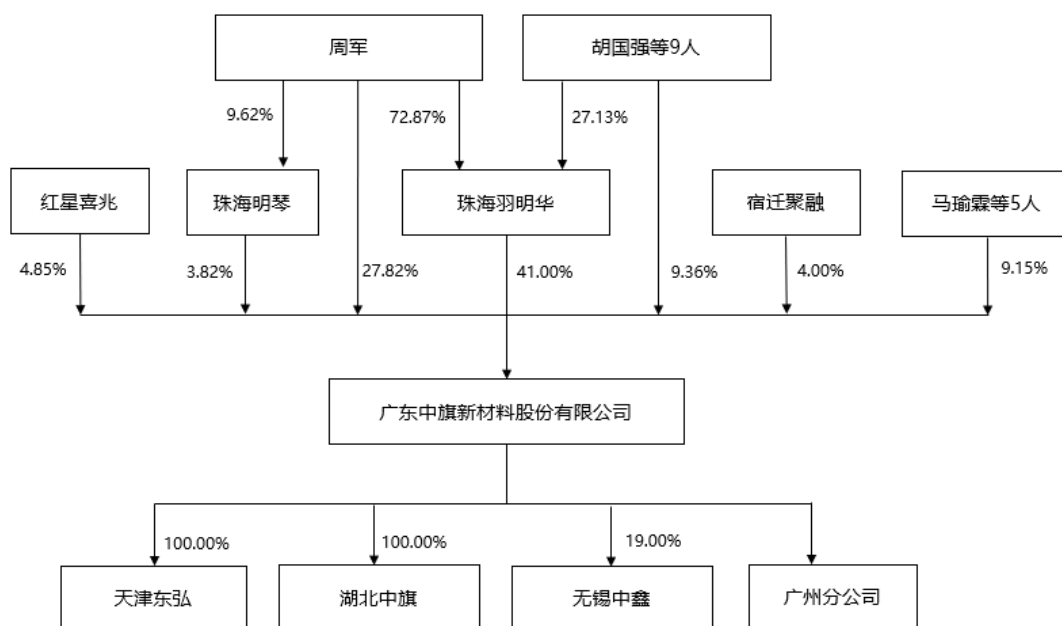 周军
胡国强等9人
9.62%
72.87%
27.13%
红星喜兆
珠海明琴
珠海羽明华
宿迁聚融
马瑜霖等5人
4.85%
3.82%
27.82%
41.00%
9.36%
4.00%
9.15%
广东中旗新材料股份有限公司
100.00%
100.00%
19.00%
天津东弘
湖北中旗
无锡中鑫
广州分公司